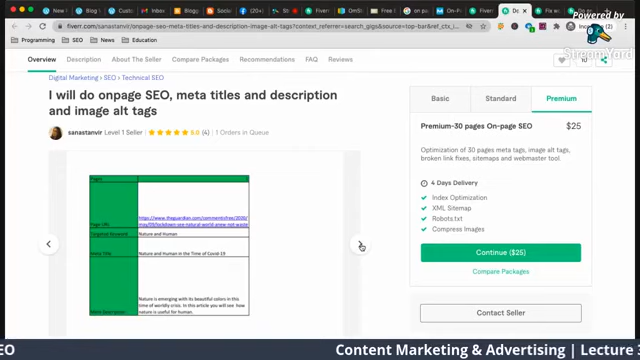 Powered by
StreamYard
fiverr.com/sanastanvir/onpage-seo-meta-titles-and-description-image-alt-tags?context_referrer=search_gigs&source=top-bar&ref_ctx_i...
Programming SEO News Education
Overview Description About The Seller Compare Packages Recommendations FAQ Reviews
Digital Marketing › SEO › Technical SEO
I will do onpage SEO, meta titles and description
and image alt tags
sanastanvir Level 1 Seller 5.0 (4) 1 Orders in Queue
Pages
Page URL
https://www.theguardian.com/commentisfree/2020/
may/03/lockdown-see-natural-world-anew-not-waste
Targeted Keyword Nature and Human
Meta Title Nature and human in the Time of Covid-19
Nature is emerging with its beautiful colors in this
time of worldly crisis. In this article you will see how
nature is useful for human.
Basic Standard Premium
Premium-30 pages On-page SEO $25
Optimization of 30 pages meta tags, image alt tags,
broken link fixes, sitemaps and webmaster tool.
4 Days Delivery
Index Optimization
XML Sitemap
Robots.txt
Compress Images
Continue ($25)
Compare Packages
Contact Seller
EO Content Marketing & Advertising | Lecture 3